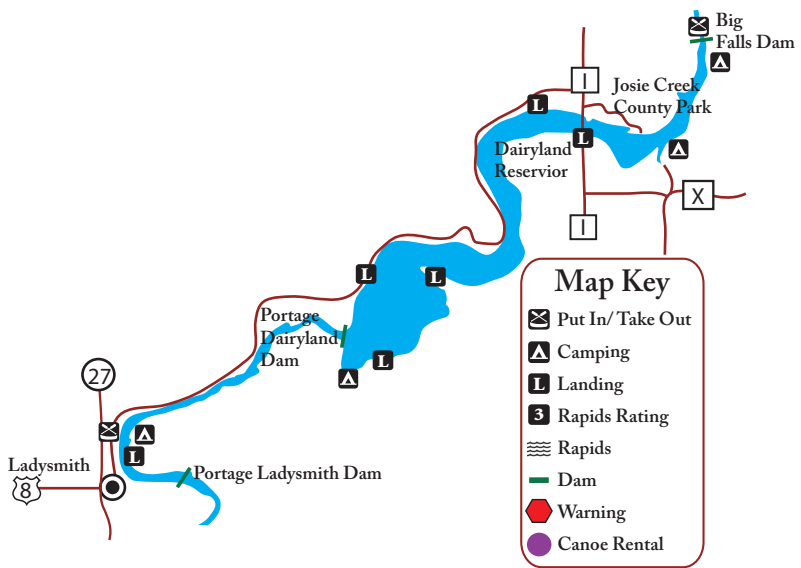 Big
Falls Dam
I
Josie Creek
County Park
L
L
Dairyland
Reservior
X
I
L
L
Portage
Dairyland
Dam
L
27
L
Ladysmith
8
Portage Ladysmith Dam
Map Key
Put In/ Take Out
Camping
L Landing
3 Rapids Rating
Rapids
Dam
Warning
Canoe Rental